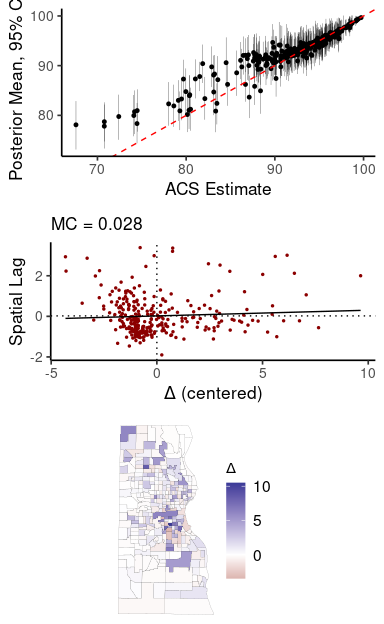 Posterior Mean, 95% C
100
90
80
70
80
90
100
ACS Estimate
MC = 0.028
Spatial Lag
2
0
-2
-5
0
5
10
Δ (centered)
Δ
10
5
0